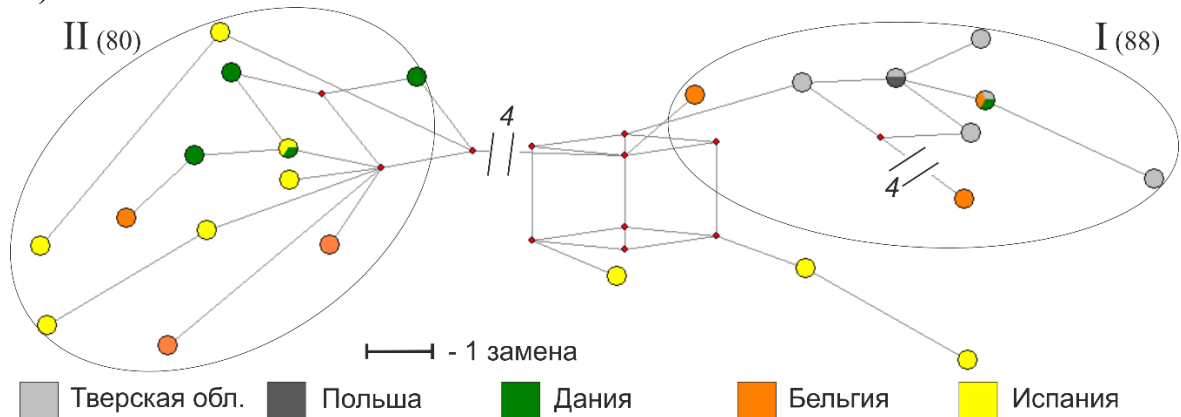 )
II (80)
I (88)
4
4
- 1 замена
Тверская обл. Польша Дания Бельгия Испания